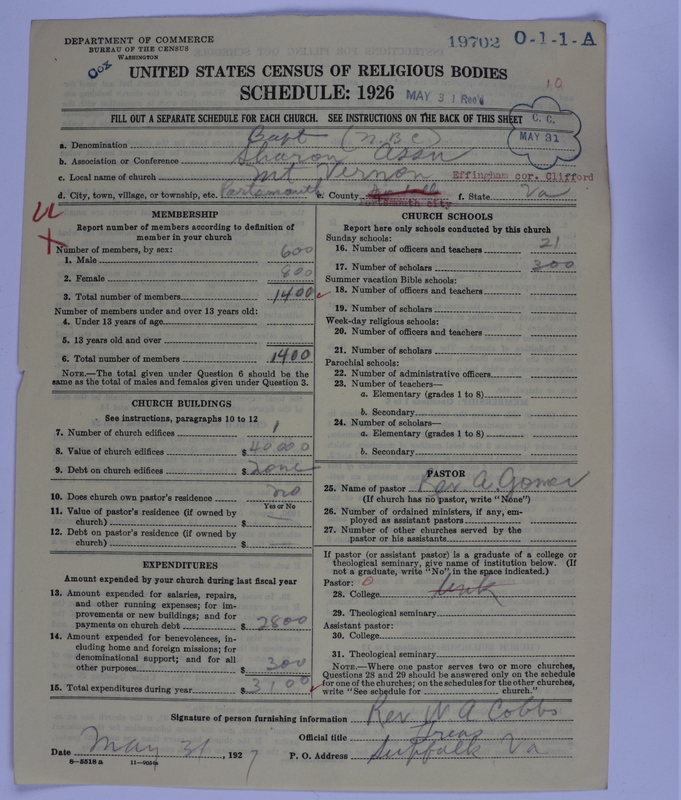 DEPARTMENT OF COMMERCE
BUREAU OF THE CENSUS
WASHINGTON
19702 O-1-1-A
Cox
UNITED STATES CENSUS OF RELIGIOUS BODIES
SCHEDULE: 1926 MAY 31 Rec'd
10
FILL OUT A SEPARATE SCHEDULE FOR EACH CHURCH. SEE INSTRUCTIONS ON THE BACK OF THIS SHEET
C. C.
MAY 31
a. Denomination Bapt (N.B.C)
b. Association or Conference Sharon Assn
c. Local name of church Mt Vernon Effingham cor. Clifford
d. City, town, village, or township, etc. Portsmouth e. County f. State Va
Portsmouth City
MEMBERSHIP
Report number of members according to definition of
member in your church
Number of members, by sex:
1. Male 600
2. Female 800
3. Total number of members 1400
Number of members under and over 13 years old:
4. Under 13 years of age
5. 13 years old and over
6. Total number of members 1400
NOTE.—The total given under Question 6 should be
same as the total of males and females given under Question 3.
CHURCH BUILDINGS
See instructions, paragraphs 10 to 12
7. Number of church edifices 1
8. Value of church edifices $40000
9. Debt on church edifices $none
10. Does church own pastor's residence no
Yes or No
11. Value of pastor's residence (if owned by
church) $
12. Debt on pastor's residence (if owned by
church) $
EXPENDITURES
Amount expended by your church during last fiscal year
13. Amount expended for salaries, repairs,
and other running expenses; for im-
provements or new buildings; and for
payments on church debt $2800
14. Amount expended for benevolences, in-
cluding home and foreign missions; for
denominational support; and for all
other purposes $300
15. Total expenditures during year $3100
CHURCH SCHOOLS
Report here only schools conducted by this church
Sunday schools:
16. Number of officers and teachers 21
17. Number of scholars 300
Summer vacation Bible schools:
18. Number of officers and teachers
19. Number of scholars
Week-day religious schools:
20. Number of officers and teachers
21. Number of scholars
Parochial schools:
22. Number of administrative officers
23. Number of teachers—
a. Elementary (grades 1 to 8)
b. Secondary
24. Number of scholars—
a. Elementary (grades 1 to 8)
b. Secondary
PASTOR
25. Name of pastor Rev. A. Gomer
(If church has no pastor, write "None")
26. Number of ordained ministers, if any, em-
ployed as assistant pastors
27. Number of other churches served by the
pastor or his assistants
If pastor (or assistant pastor) is a graduate of a college or
theological seminary, give name of institution below. (If
not a graduate, write "No", in the space indicated.)
Pastor: 0
28. College Unk
29. Theological seminary
Assistant pastor:
30. College
31. Theological seminary
NOTE.—Where one pastor serves two or more churches,
Questions 28 and 29 should be answered only on the schedule
for one of the churches; on the schedules for the other churches,
write "See schedule for church."
Signature of person furnishing information Rev W A Cobbs
Official title Treas
Date May 31, 1927 P. O. Address Suffolk Va
8-5518 a